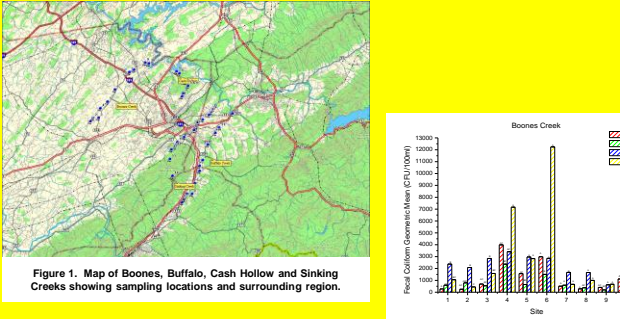 Figure 1. Map of Boones, Buffalo, Cash Hollow and Sinking
Creeks showing sampling locations and surrounding region.
Boones Creek
Fecal Coliform Geometric Mean (CFU/100ml)
13000
12000
11000
10000
9000
8000
7000
6000
5000
4000
3000
2000
1000
0
1 2 3 4 5 6 7 8 9
Site